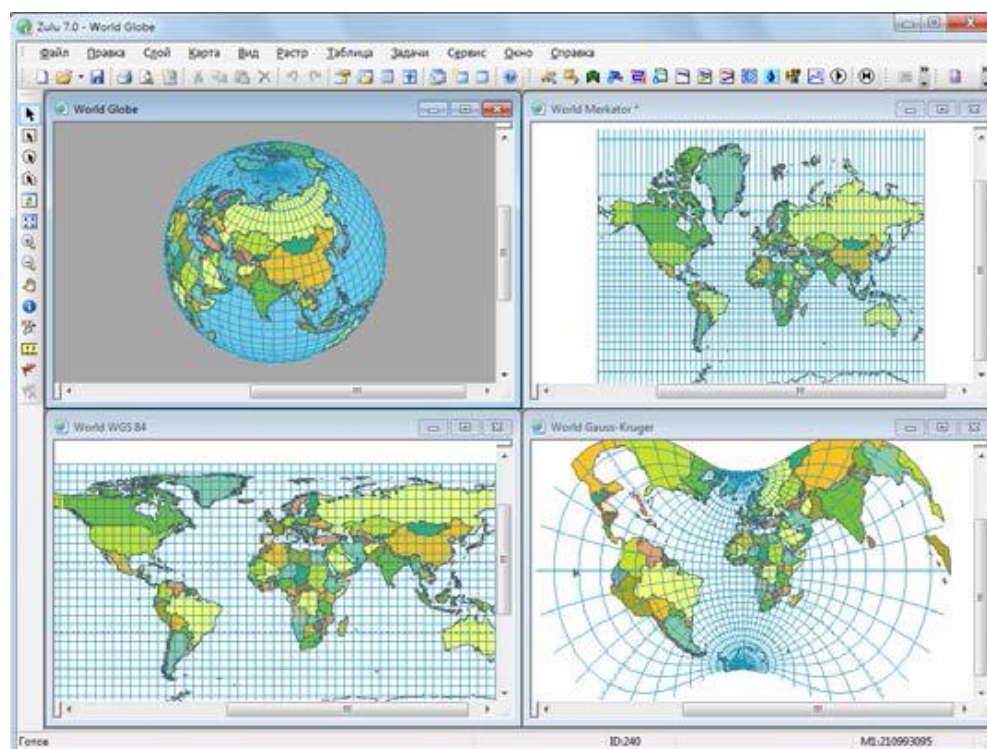 Zulu 7.0 - World Globe
Файл Правка Слой Карта Вид Растр Таблица Задачи Сервис Окно Справка
World Globe
World Merkator *
World WGS 84
World Gauss-Kruger
Готов ID:240 M1:210993095